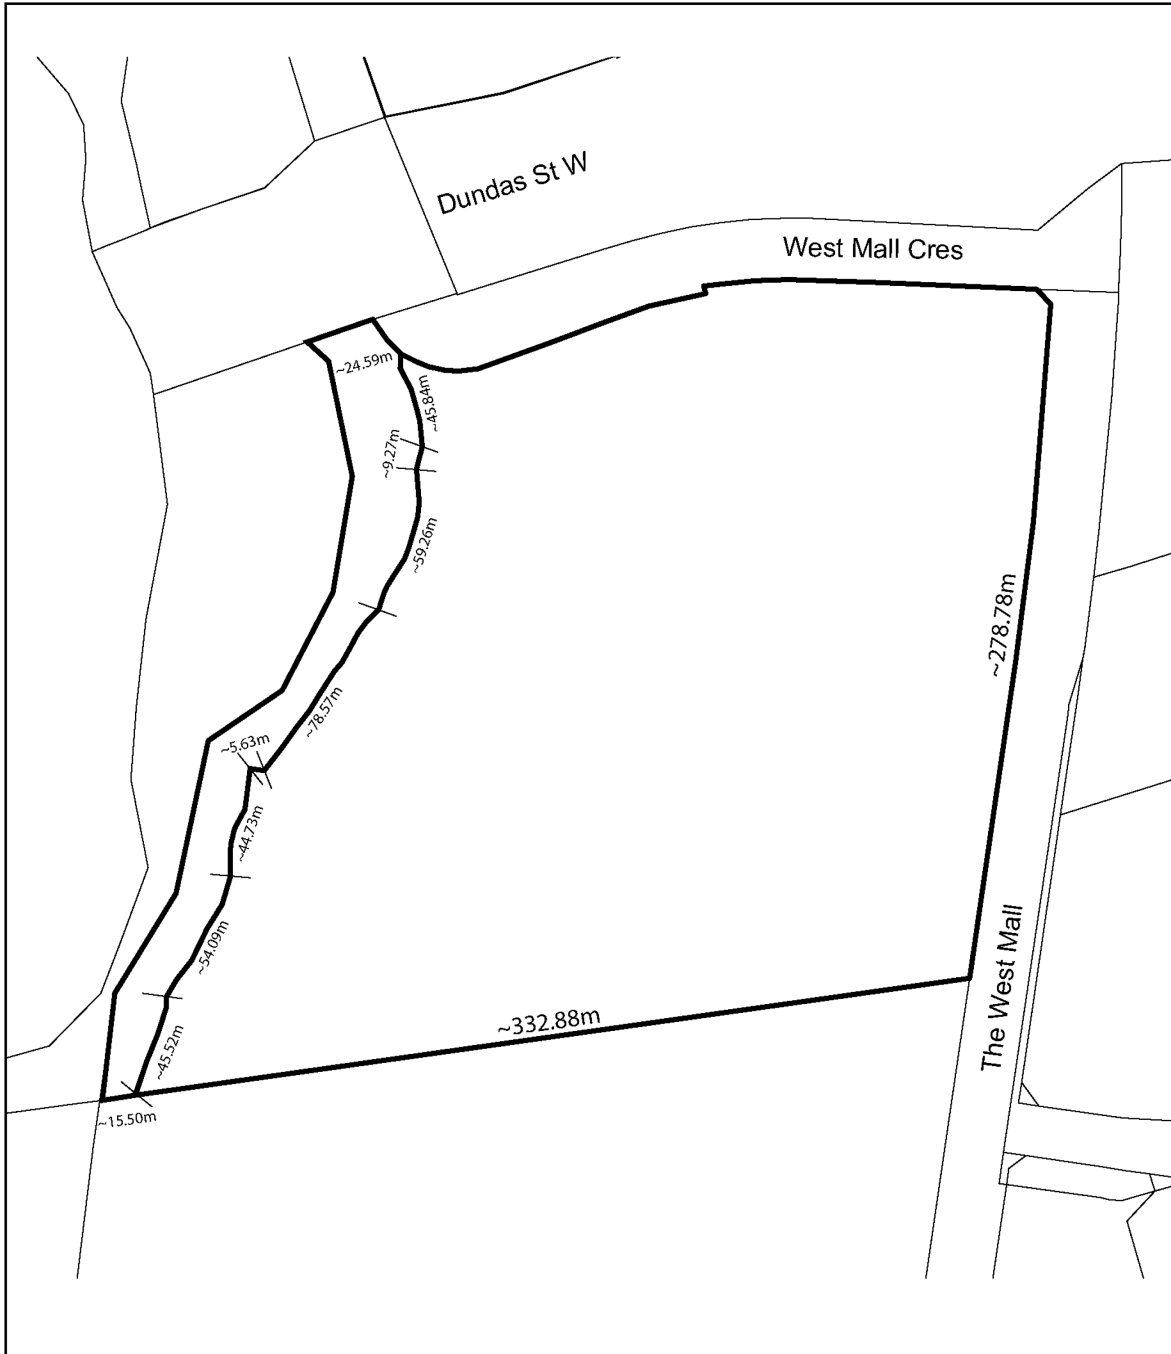 Dundas St W
West Mall Cres
~24.59m
~45.84m
~9.27m
~59.26m
~278.78m
~78.57m
~5.63m
~44.73m
~54.09m
The West Mall
~332.88m
~45.52m
~15.50m